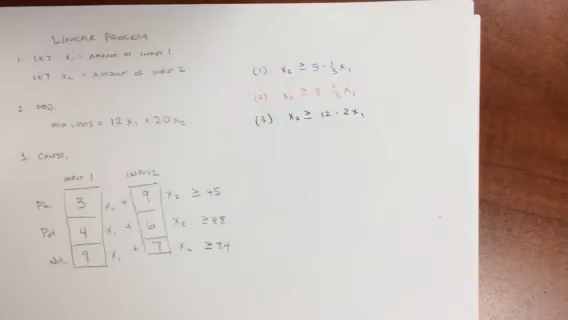 LINEAR PROBLEM
1. LET X₁ = AMOUNT OF INPUT 1
LET X₂ = AMOUNT OF INPUT 2
2. OBJ.
MIN COSTS = 12X₁ + 20X₂
3. CONST.
INPUT 1 INPUT 2
3 X₁ + 9 X₂ ≥ 45
Pot 4 X₁ + 6 X₂ ≥ 48
Nit. 9 X₁ + 7 X₂ ≥ 84
(1) X₂ ≥ 5 - 1/3 X₁
(2) X₂ ≥ 8 - 2/3 X₁
(3) X₂ ≥ 12 - 2X₁